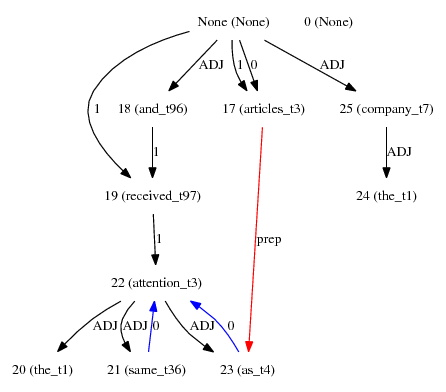 None (None) 0 (None)
ADJ 1 0 ADJ
1 18 (and_t96) 17 (articles_t3) 25 (company_t7)
1 ADJ
19 (received_t97) 24 (the_t1)
1 prep
22 (attention_t3)
ADJ ADJ 0 ADJ 0
20 (the_t1) 21 (same_t36) 23 (as_t4)